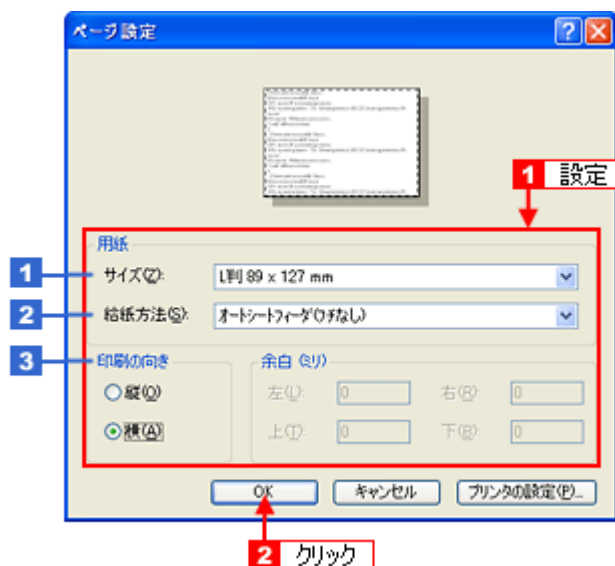 ページ設定
1 設定
用紙
1 サイズ(Z): L判 89 x 127 mm
2 給紙方法(S): オートシートフィーダ(フチなし)
3 印刷の向き
縦(O)
横(A)
余白 (ミリ)
左(L): 0 右(R): 0
上(T): 0 下(B): 0
OK キャンセル プリンタの設定(P)...
2 クリック